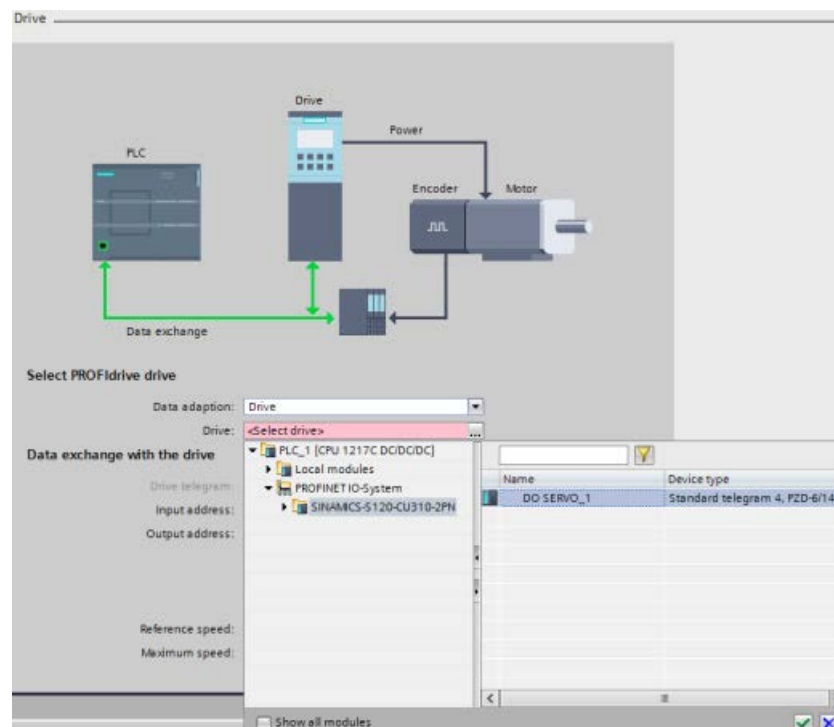 Drive
Drive
Power
PLC
Encoder
Motor
Data exchange
Select PROFIdrive drive
Data adaption: Drive
Drive: <Select drive> ...
Data exchange with the drive
Drive telegram:
Input address:
Output address:
Reference speed:
Maximum speed:
PLC_1 [CPU 1217C DC/DC/DC]
Local modules
PROFINET IO-System
SINAMICS-S120-CU310-2PN
Name Device type
DO SERVO_1 Standard telegram 4, PZD-6/14
Show all modules